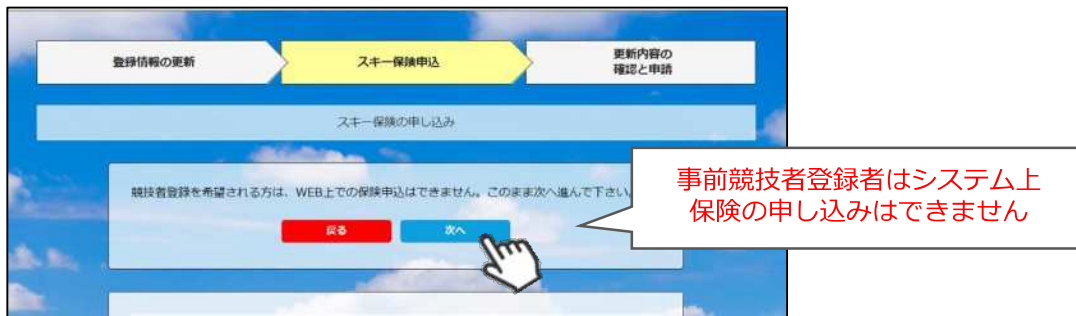 登録情報の更新
スキー保険申込
更新内容の
確認と申請
スキー保険の申し込み
競技者登録を希望される方は、WEB上での保険申込はできません。このまま次へ進んで下さい。
戻る
次へ
事前競技者登録者はシステム上
保険の申し込みはできません